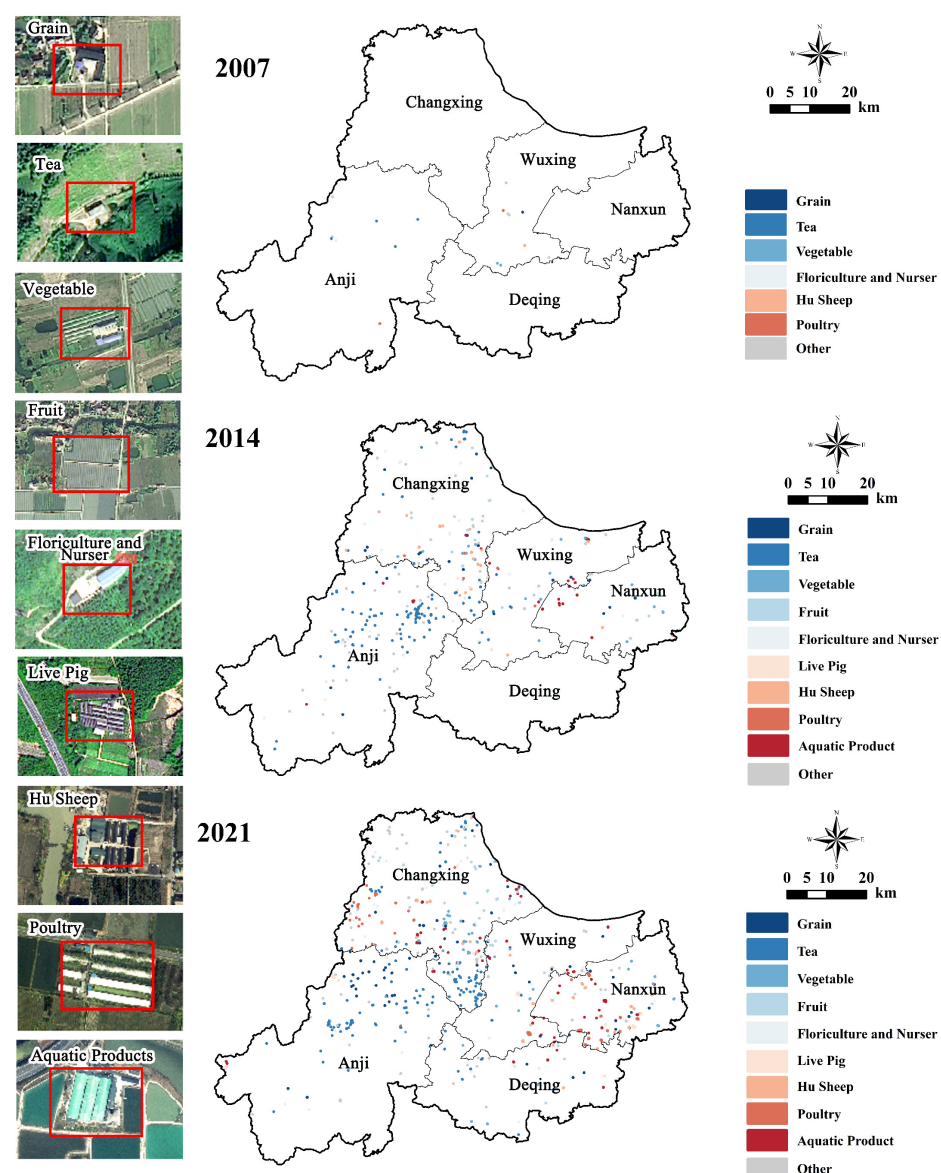 Grain
Tea
Vegetable
Fruit
Floriculture and
Nurser
Live Pig
Hu Sheep
Poultry
Aquatic Products
2007
Changxing
Wuxing
Nanxun
Anji
Deqing
N
W E
S
0 5 10 20
km
Grain
Tea
Vegetable
Floriculture and Nurser
Hu Sheep
Poultry
Other
2014
Changxing
Wuxing
Nanxun
Anji
Deqing
N
W E
S
0 5 10 20
km
Grain
Tea
Vegetable
Fruit
Floriculture and Nurser
Live Pig
Hu Sheep
Poultry
Aquatic Product
Other
2021
Changxing
Wuxing
Nanxun
Anji
Deqing
N
W E
S
0 5 10 20
km
Grain
Tea
Vegetable
Fruit
Floriculture and Nurser
Live Pig
Hu Sheep
Poultry
Aquatic Product
Other